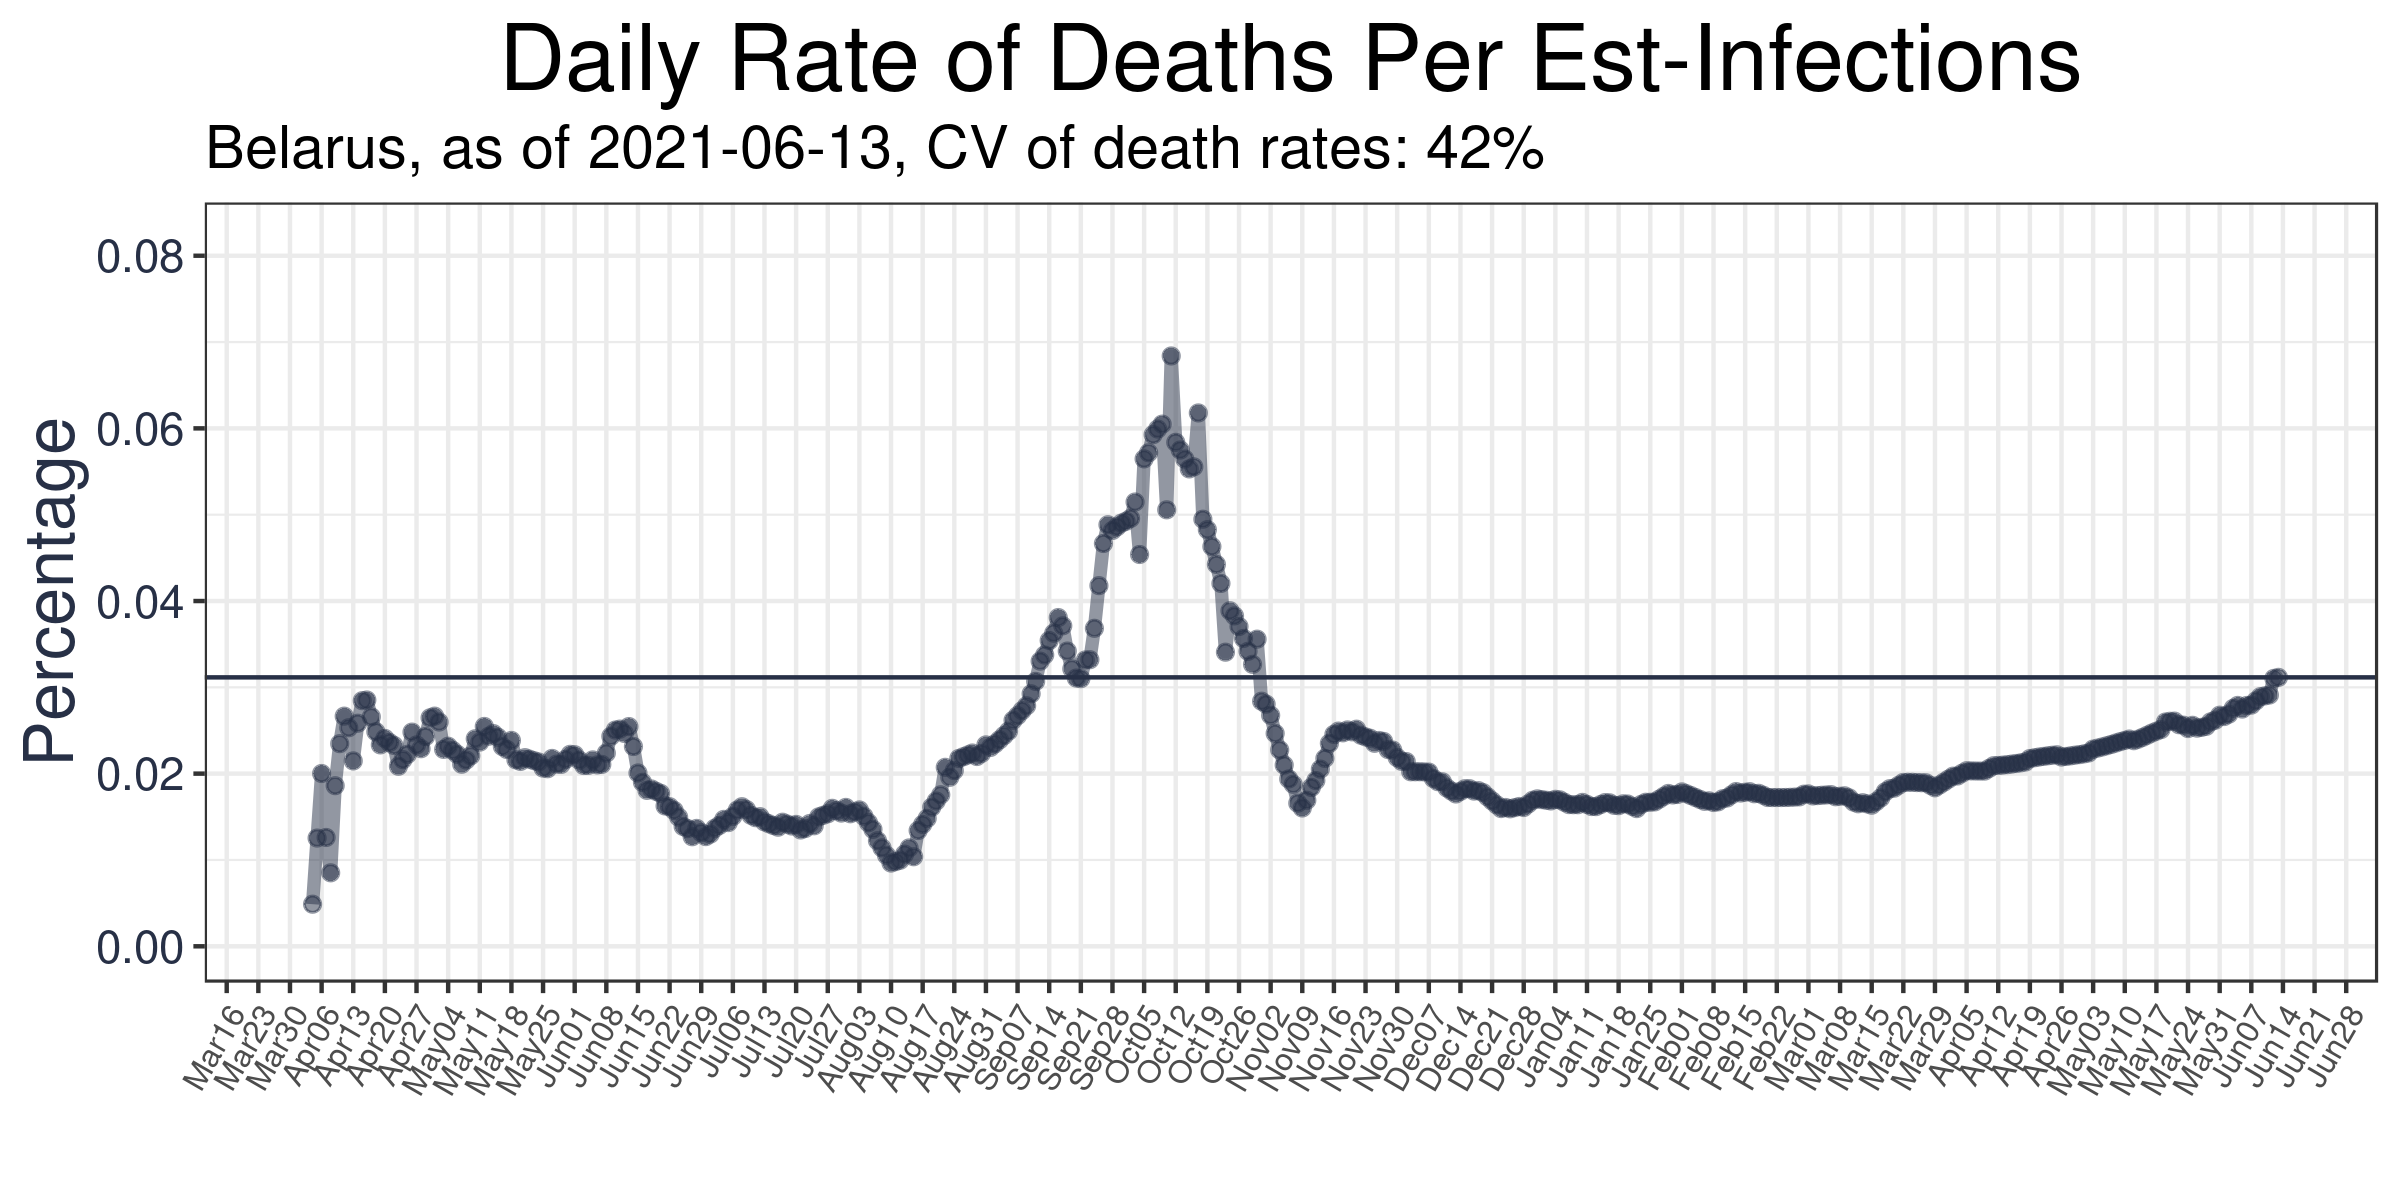 Daily Rate of Deaths Per Est-Infections
Belarus, as of 2021-06-13, CV of death rates: 42%
Percentage
0.08
0.06
0.04
0.02
0.00
Mar16
Mar23
Mar30
Apr06
Apr13
Apr20
Apr27
May04
May11
May18
May25
Jun01
Jun08
Jun15
Jun22
Jun29
Jul06
Jul13
Jul20
Jul27
Aug03
Aug10
Aug17
Aug24
Aug31
Sep07
Sep14
Sep21
Sep28
Oct05
Oct12
Oct19
Oct26
Nov02
Nov09
Nov16
Nov23
Nov30
Dec07
Dec14
Dec21
Dec28
Jan04
Jan11
Jan18
Jan25
Feb01
Feb08
Feb15
Feb22
Mar01
Mar08
Mar15
Mar22
Mar29
Apr05
Apr12
Apr19
Apr26
May03
May10
May17
May24
May31
Jun07
Jun14
Jun21
Jun28